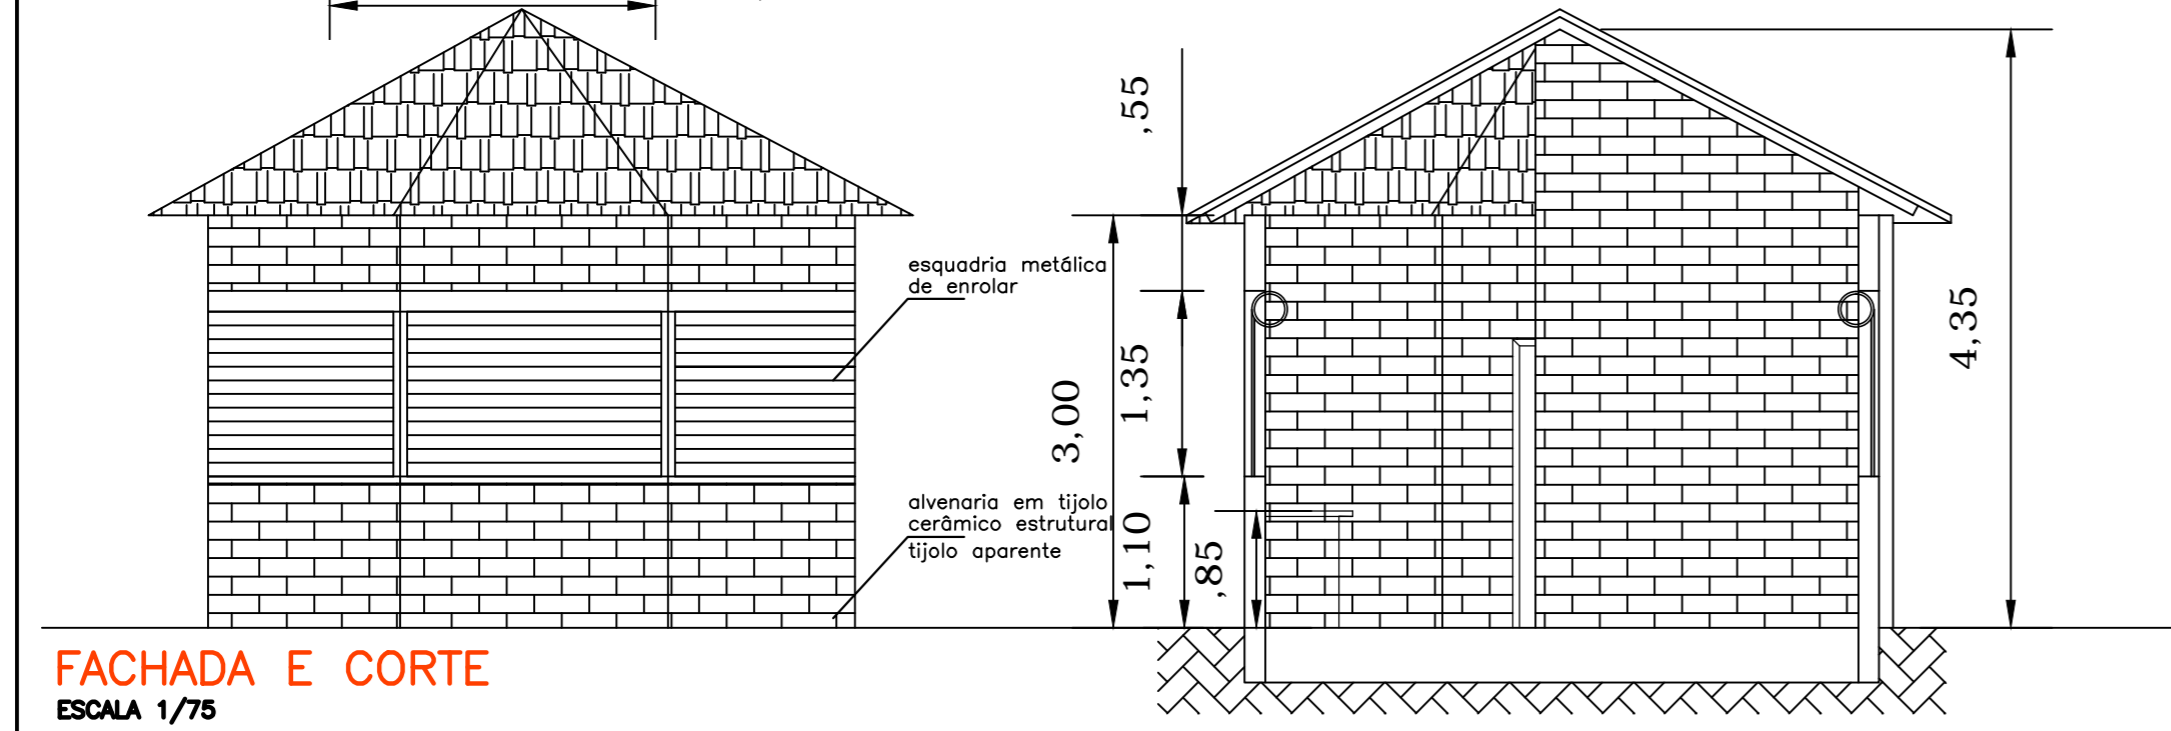 ,55
esquadria metálica
de enrolar
4,35
1,35
3,00
alvenaria em tijolo
cerâmico estrutural
tijolo aparente
1,10
,85
FACHADA E CORTE
ESCALA 1/75